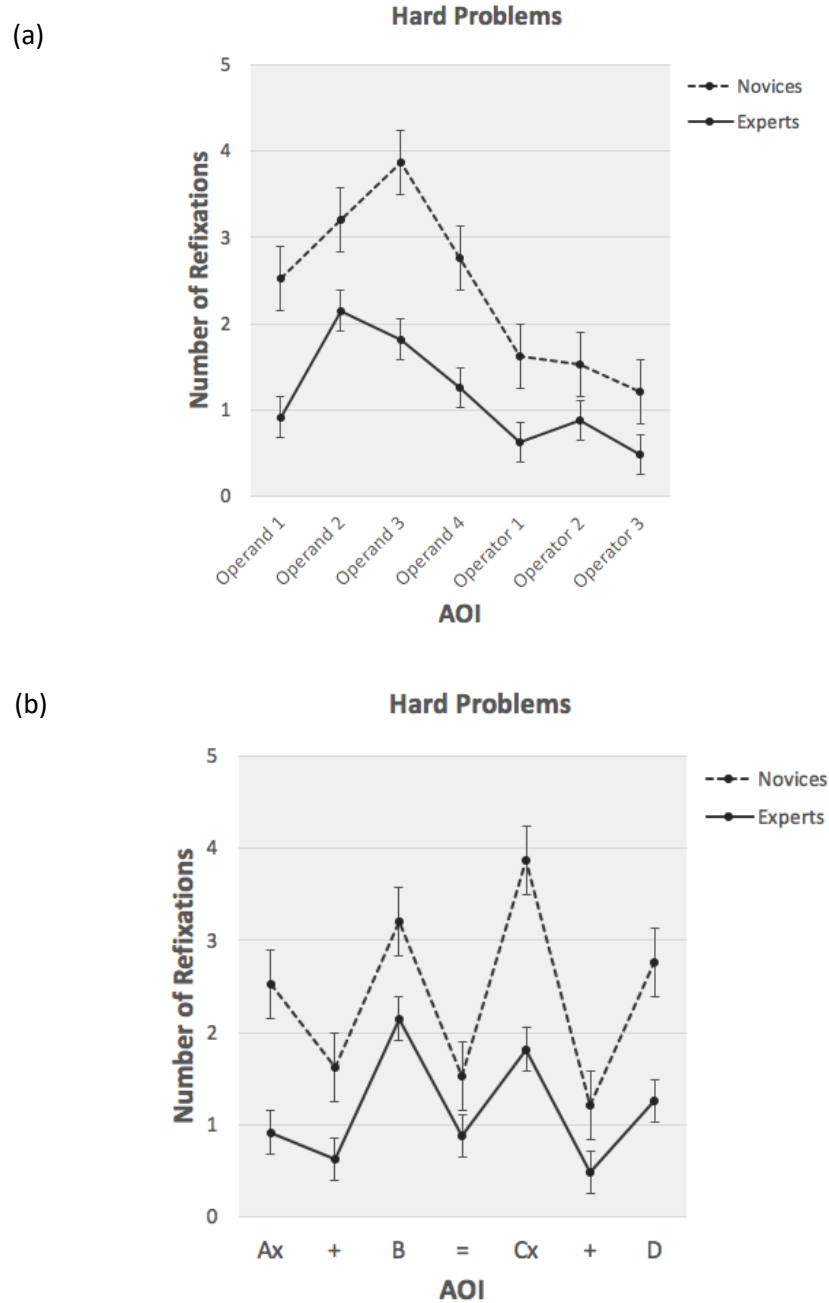 (a)
Hard Problems
5
4
3
2
1
0
Number of Refixations
Novices
Experts
Operand 1
Operand 2
Operand 3
Operand 4
Operator 1
Operator 2
Operator 3
AOI
(b)
Hard Problems
5
4
3
2
1
0
Number of Refixations
Novices
Experts
Ax + B = Cx + D
AOI